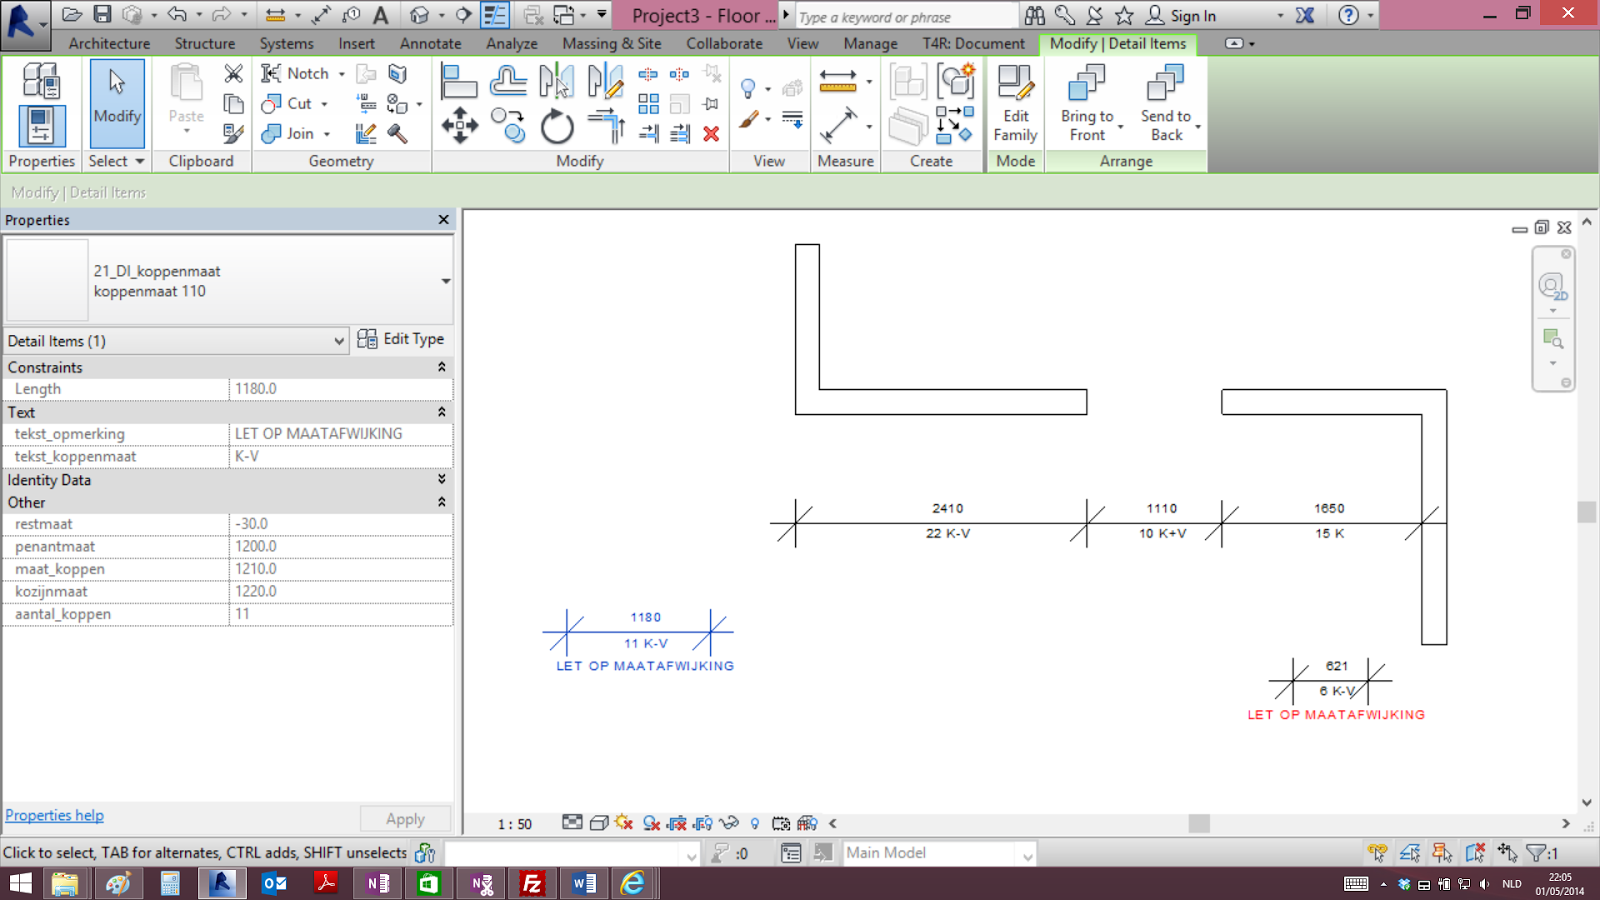 Project3 - Floor ...
Type a keyword or phrase
Sign In
Architecture Structure Systems Insert Annotate Analyze Massing & Site Collaborate View Manage T4R: Document Modify | Detail Items
Modify
Paste
Notch
Cut
Join
Edit
Family
Bring to
Front
Send to
Back
Properties Select Clipboard Geometry Modify View Measure Create Mode Arrange
Modify | Detail Items
Properties
21_DI_koppenmaat
koppenmaat 110
Detail Items (1)
Edit Type
Constraints
Length 1180.0
Text
tekst_opmerking LET OP MAATAFWIJKING
tekst_koppenmaat K-V
Identity Data
Other
restmaat -30.0
penantmaat 1200.0
maat_koppen 1210.0
kozijnmaat 1220.0
aantal_koppen 11
Properties help
Apply
2D
2410 1110 1650
22 K-V 10 K+V 15 K
1180
11 K-V
LET OP MAATAFWIJKING
621
6 K-V
LET OP MAATAFWIJKING
1 : 50
Click to select, TAB for alternates, CTRL adds, SHIFT unselects
:0
Main Model
:1
NLD
22:05
01/05/2014